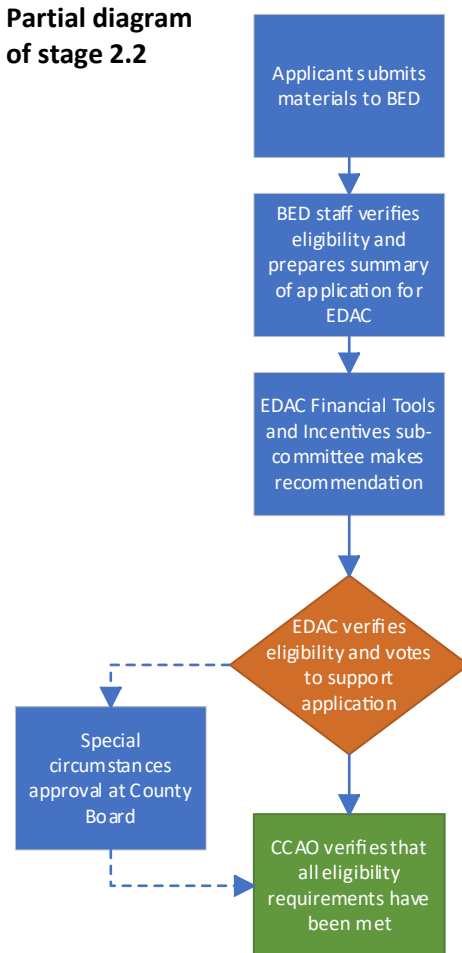 Partial diagram
of stage 2.2
Applicant submits
materials to BED
BED staff verifies
eligibility and
prepares summary
of application for
EDAC
EDAC Financial Tools
and Incentives sub-
committee makes
recommendation
EDAC verifies
eligibility and votes
to support
application
Special
circumstances
approval at County
Board
CCAO verifies that
all eligibility
requirements have
been met